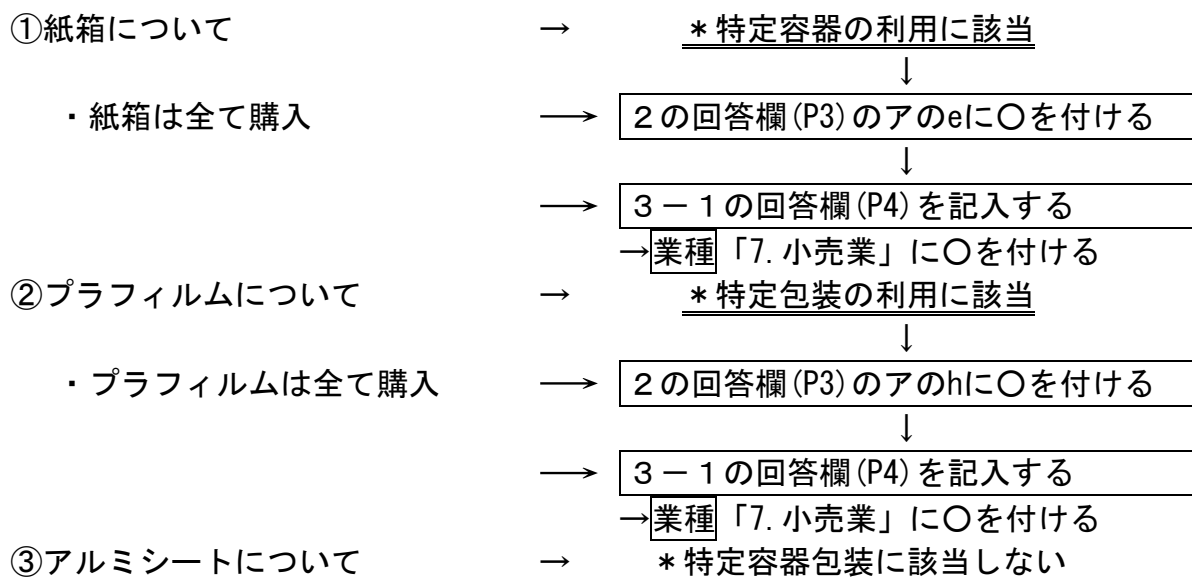 ①紙箱について → ＊特定容器の利用に該当
↓
・紙箱は全て購入 → ２の回答欄(P3)のアのeに〇を付ける
↓
→ ３－１の回答欄(P4)を記入する
→業種「7.小売業」に〇を付ける
②プラフィルムについて → ＊特定包装の利用に該当
↓
・プラフィルムは全て購入 → ２の回答欄(P3)のアのhに〇を付ける
↓
→ ３－１の回答欄(P4)を記入する
→業種「7.小売業」に〇を付ける
③アルミシートについて → ＊特定容器包装に該当しない